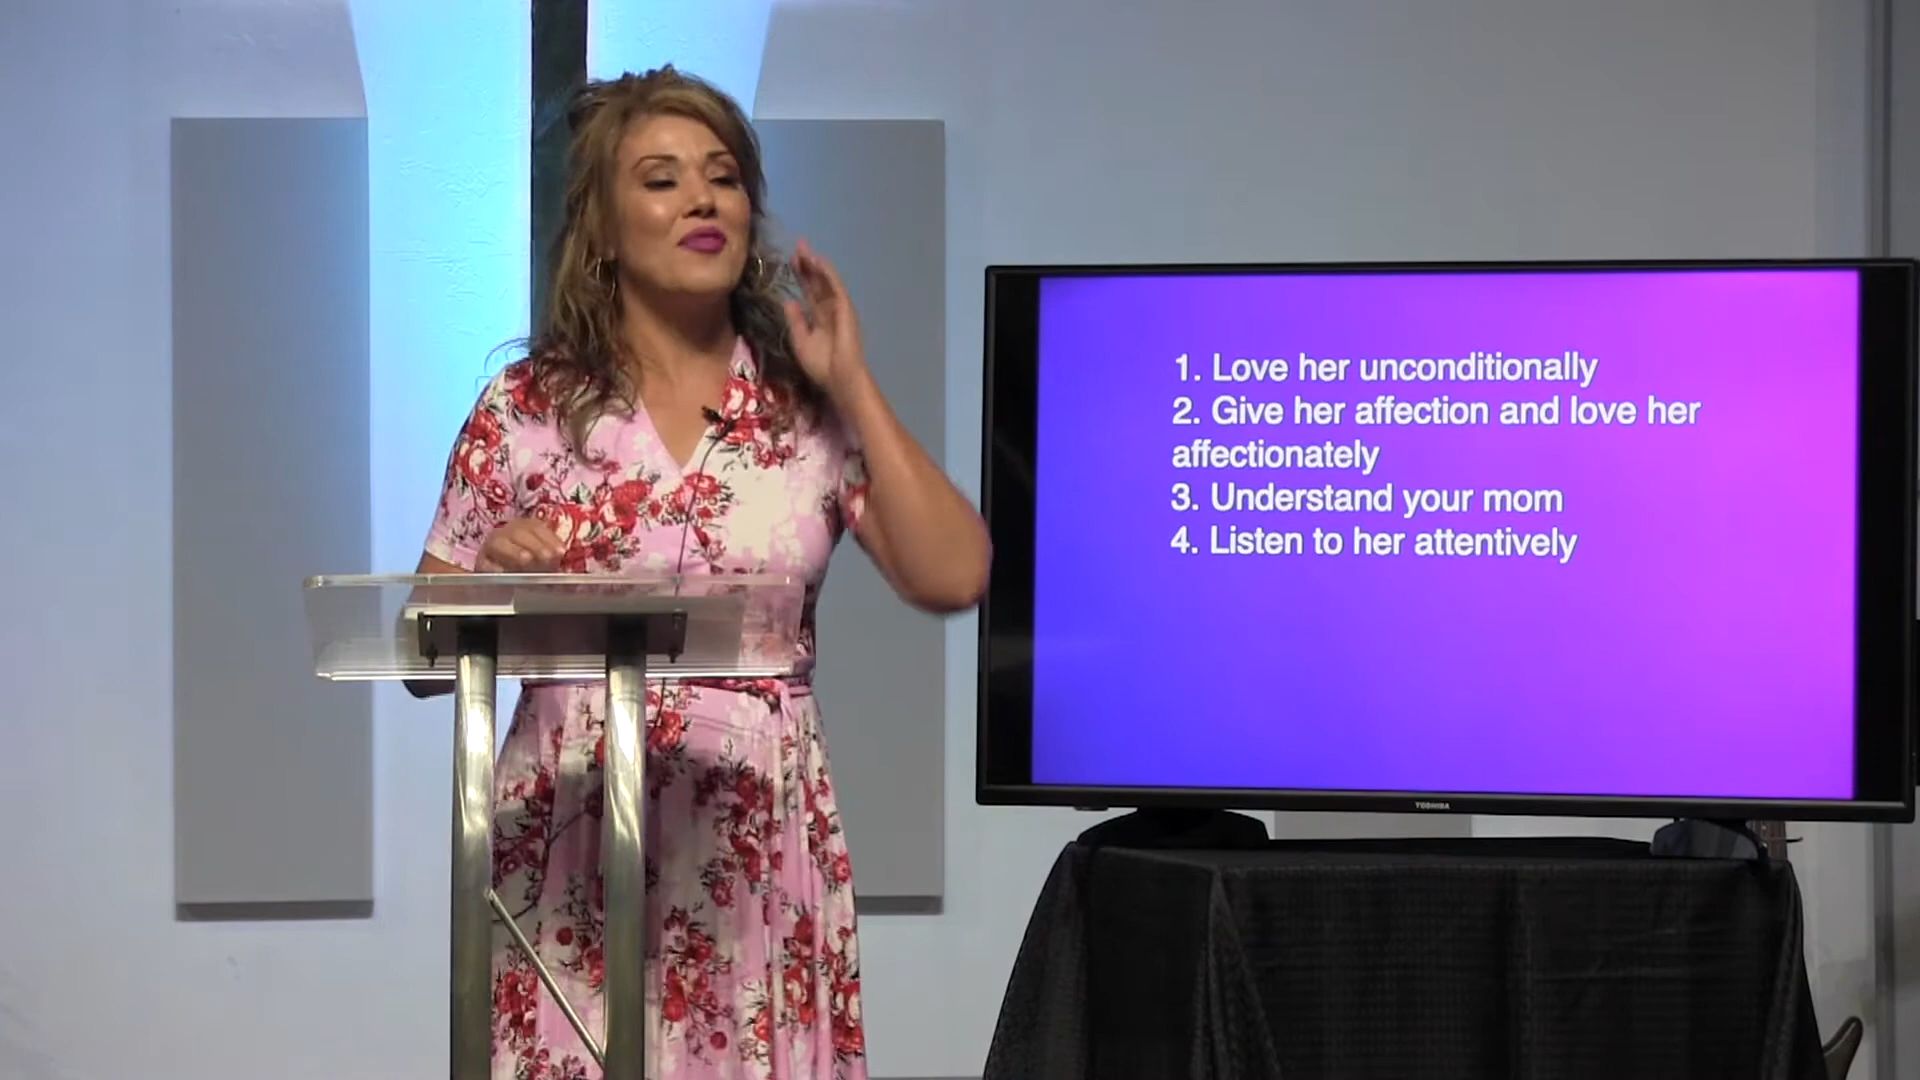 1. Love her unconditionally
2. Give her affection and love her
affectionately
3. Understand your mom
4. Listen to her attentively
TOSHIBA